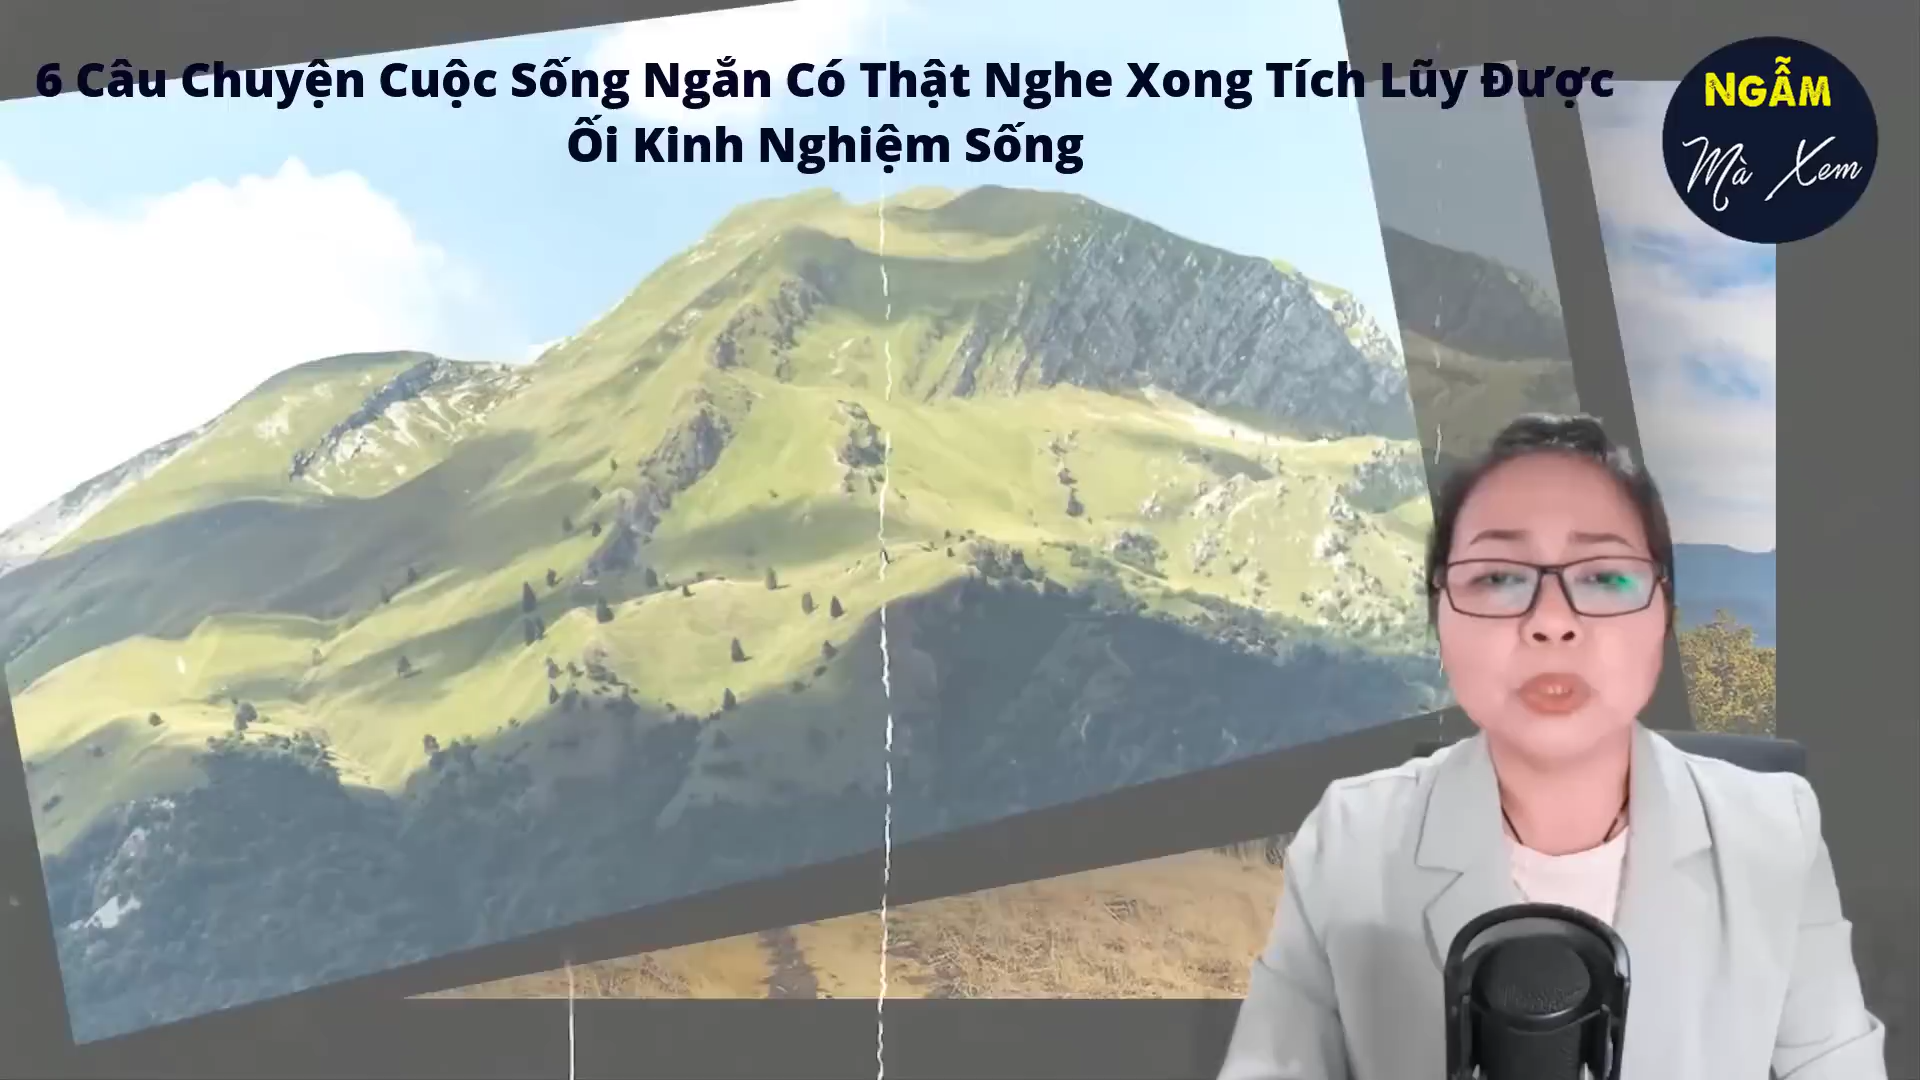 6 Câu Chuyện Cuộc Sống Ngắn Có Thật Nghe Xong Tích Lũy Được
Ối Kinh Nghiệm Sống
NGẪM
Mà Xem